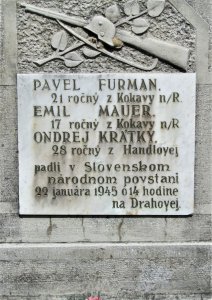 PAVEL FURMAN.
21 ročný z Kokavy n/R.
EMIL MAUER.
17 ročný z Kokavy n/R
ONDREJ KRÁTKY.
28 ročný z Handlovej
padli v Slovenskom
národnom povstaní
22 januára 1945 o 14 hodine
na Drahovej.